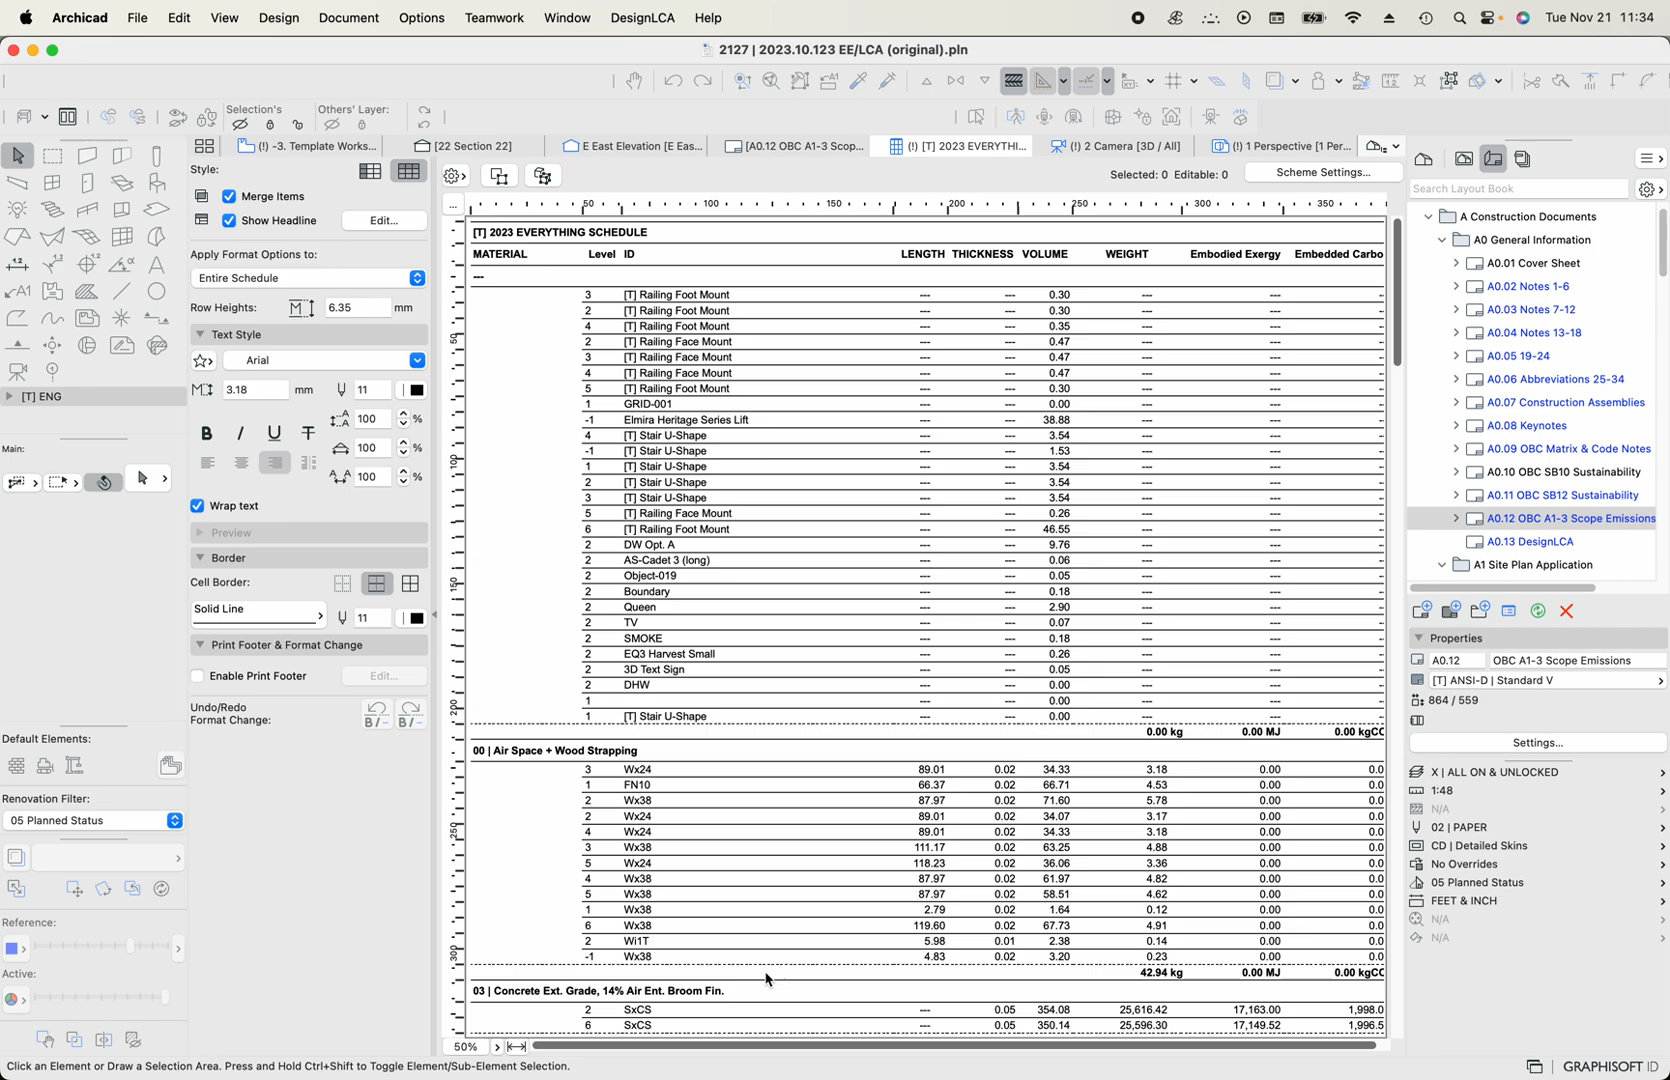 Archicad File Edit View Design Document Options Teamwork Window DesignLCA Help Tue Nov 21 11:34
2127 | 2023.10.123 EE/LCA (original).pln
Selection's
Others' Layer:
(!) -3. Template Works...
[22 Section 22]
E East Elevation [E Eas...
[A0.12 OBC A1-3 Scop...
(!) [T] 2023 EVERYTHI...
(!) 2 Camera [3D / All]
(!) 1 Perspective [1 Per...
Style:
Merge Items
Show Headline
Edit...
Apply Format Options to:
Entire Schedule
Row Heights:
6.35 mm
Text Style
Arial
3.18 mm
11
100 %
B I U T
100 %
100 %
Wrap text
Preview
Border
Cell Border:
Solid Line
11
Print Footer & Format Change
Enable Print Footer
Edit...
Undo/Redo
Format Change:
[T] ENG
Main:
Default Elements:
Renovation Filter:
05 Planned Status
Reference:
Active:
Selected: 0 Editable: 0
Scheme Settings...
50 100 150 200 250 300 350
50
100
150
200
250
300
[T] 2023 EVERYTHING SCHEDULE
MATERIAL Level ID LENGTH THICKNESS VOLUME WEIGHT Embodied Exergy Embedded Carbo
---
3 [T] Railing Foot Mount --- --- 0.30 --- ---
2 [T] Railing Foot Mount --- --- 0.30 --- ---
4 [T] Railing Foot Mount --- --- 0.35 --- ---
2 [T] Railing Face Mount --- --- 0.47 --- ---
3 [T] Railing Face Mount --- --- 0.47 --- ---
4 [T] Railing Face Mount --- --- 0.47 --- ---
5 [T] Railing Foot Mount --- --- 0.30 --- ---
1 GRID-001 --- --- 0.00 --- ---
-1 Elmira Heritage Series Lift --- --- 38.88 --- ---
4 [T] Stair U-Shape --- --- 3.54 --- ---
-1 [T] Stair U-Shape --- --- 1.53 --- ---
1 [T] Stair U-Shape --- --- 3.54 --- ---
2 [T] Stair U-Shape --- --- 3.54 --- ---
3 [T] Stair U-Shape --- --- 3.54 --- ---
5 [T] Railing Face Mount --- --- 0.26 --- ---
6 [T] Railing Foot Mount --- --- 46.55 --- ---
2 DW Opt. A --- --- 9.76 --- ---
2 AS-Cadet 3 (long) --- --- 0.06 --- ---
2 Object-019 --- --- 0.05 --- ---
2 Boundary --- --- 0.18 --- ---
2 Queen --- --- 2.90 --- ---
2 TV --- --- 0.07 --- ---
2 SMOKE --- --- 0.18 --- ---
2 EQ3 Harvest Small --- --- 0.26 --- ---
2 3D Text Sign --- --- 0.05 --- ---
2 DHW --- --- 0.00 --- ---
1 --- --- 0.00 --- ---
1 [T] Stair U-Shape --- --- 0.00 --- ---
0.00 kg 0.00 MJ 0.00 kgCC
00 | Air Space + Wood Strapping
3 Wx24 89.01 0.02 34.33 3.18 0.00 0.0
1 FN10 66.37 0.02 66.71 4.53 0.00 0.0
2 Wx38 87.97 0.02 71.60 5.78 0.00 0.0
2 Wx24 89.01 0.02 34.07 3.17 0.00 0.0
4 Wx24 89.01 0.02 34.33 3.18 0.00 0.0
3 Wx38 111.17 0.02 63.25 4.88 0.00 0.0
5 Wx24 118.23 0.02 36.06 3.36 0.00 0.0
4 Wx38 87.97 0.02 61.97 4.82 0.00 0.0
5 Wx38 87.97 0.02 58.51 4.62 0.00 0.0
1 Wx38 2.79 0.02 1.64 0.12 0.00 0.0
6 Wx38 119.60 0.02 67.73 4.91 0.00 0.0
2 Wi1T 5.98 0.01 2.38 0.14 0.00 0.0
-1 Wx38 4.83 0.02 3.20 0.23 0.00 0.0
42.94 kg 0.00 MJ 0.00 kgCC
03 | Concrete Ext. Grade, 14% Air Ent. Broom Fin.
2 SxCS --- 0.05 354.08 25,616.42 17,163.00 1,998.0
6 SxCS --- 0.05 350.14 25,596.30 17,149.52 1,996.5
50%
Search Layout Book
A Construction Documents
A0 General Information
A0.01 Cover Sheet
A0.02 Notes 1-6
A0.03 Notes 7-12
A0.04 Notes 13-18
A0.05 19-24
A0.06 Abbreviations 25-34
A0.07 Construction Assemblies
A0.08 Keynotes
A0.09 OBC Matrix & Code Notes
A0.10 OBC SB10 Sustainability
A0.11 OBC SB12 Sustainability
A0.12 OBC A1-3 Scope Emissions
A0.13 DesignLCA
A1 Site Plan Application
Properties
A0.12 OBC A1-3 Scope Emissions
[T] ANSI-D | Standard V
864 / 559
Settings...
X | ALL ON & UNLOCKED
1:48
N/A
02 | PAPER
CD | Detailed Skins
No Overrides
05 Planned Status
FEET & INCH
N/A
N/A
Click an Element or Draw a Selection Area. Press and Hold Ctrl+Shift to Toggle Element/Sub-Element Selection.
GRAPHISOFT ID